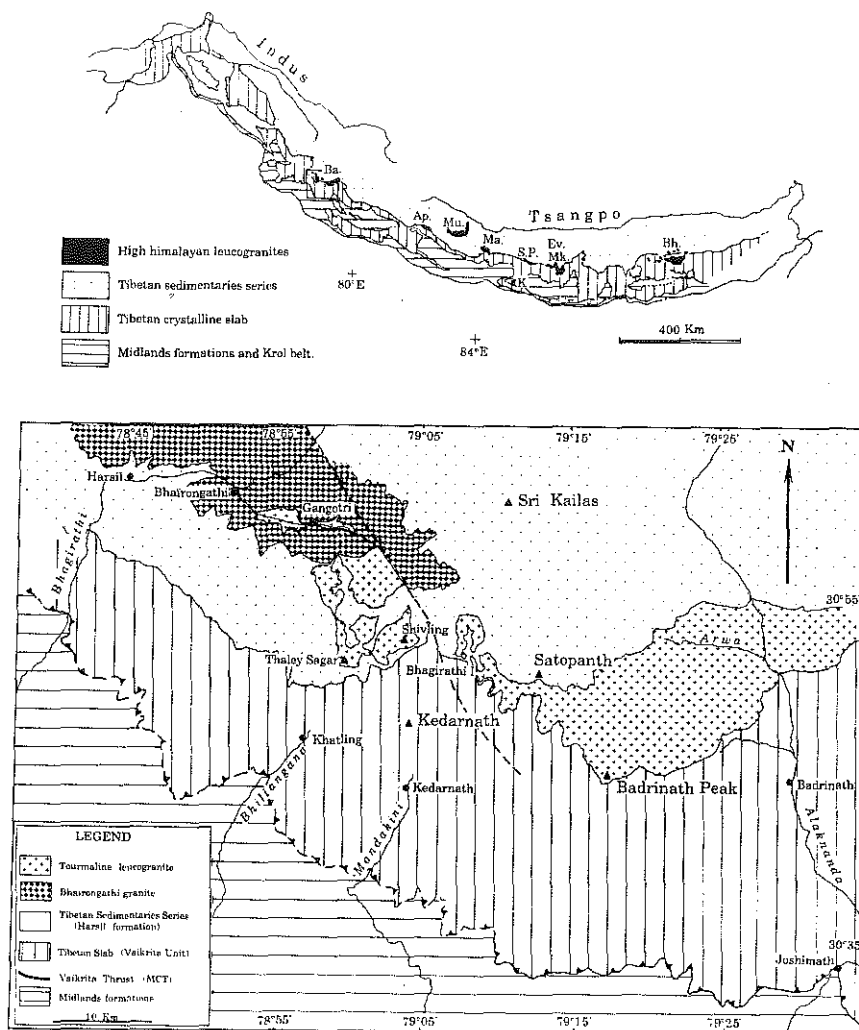 Indus
Ba.
Ap.
Mu.
Tsangpo
Ma.
S.P.
Ev.
Mk.
Bh.
K
High himalayan leucogranites
Tibetan sedimentaries series
Tibetan crystalline slab
Midlands formations and Krol belt.
80°E
84°E
400 Km
78°45'
78°55'
79°05'
79°15'
79°25'
N
Harsil
Bhairongathi
Gangotri
Sri Kailas
Bhagirathi
30°55
Shivling
Arwa
Thaley Sagar
Bhagirathi I
Satopanth
Kedarnath
Khatling
Badrinath Peak
Bhillangana
Kedarnath
Badrinath
Mandakini
Alaknanda
LEGEND
Tourmaline leucogranite
Bhairongathi granite
Tibetan Sedimentaries Series
(Harsil formation)
Tibetan Slab (Vaikrita Unit)
Vaikrita Thrust (MCT)
Midlands formations
10 Km
30°35
Joshimath
78°55
79°05
79°15
79°25